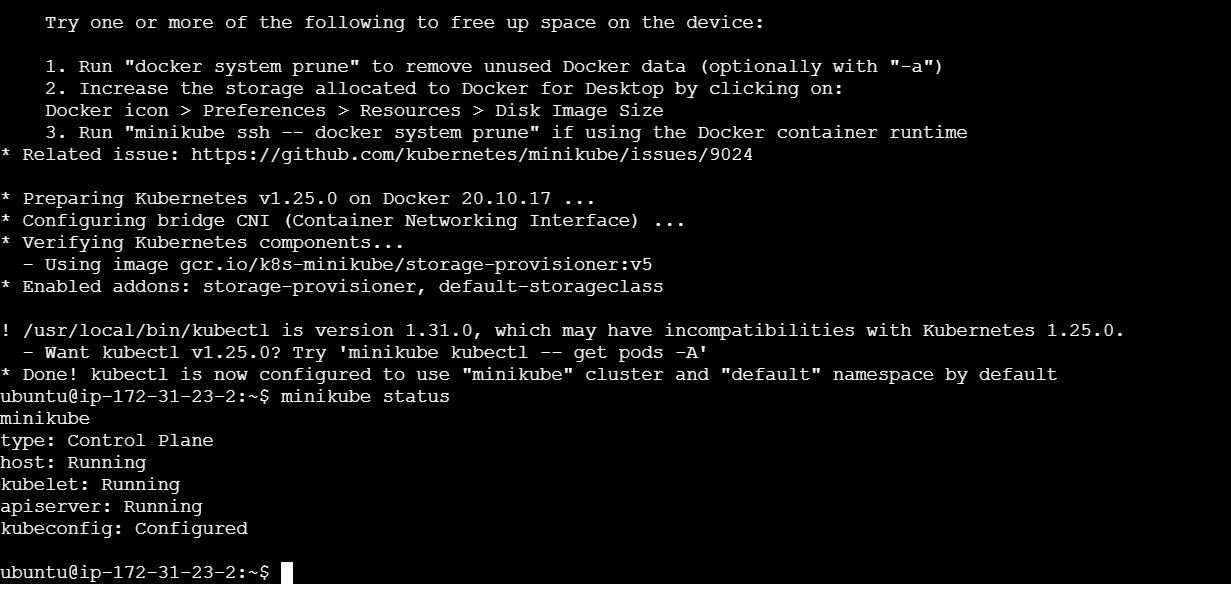 Try one or more of the following to free up space on the device:
1. Run "docker system prune" to remove unused Docker data (optionally with "-a")
2. Increase the storage allocated to Docker for Desktop by clicking on:
Docker icon > Preferences > Resources > Disk Image Size
3. Run "minikube ssh -- docker system prune" if using the Docker container runtime
* Related issue: https://github.com/kubernetes/minikube/issues/9024
* Preparing Kubernetes v1.25.0 on Docker 20.10.17 ...
* Configuring bridge CNI (Container Networking Interface) ...
* Verifying Kubernetes components...
- Using image gcr.io/k8s-minikube/storage-provisioner:v5
* Enabled addons: storage-provisioner, default-storageclass
! /usr/local/bin/kubectl is version 1.31.0, which may have incompatibilities with Kubernetes 1.25.0.
- Want kubectl v1.25.0? Try 'minikube kubectl -- get pods -A'
* Done! kubectl is now configured to use "minikube" cluster and "default" namespace by default
ubuntu@ip-172-31-23-2:~$ minikube status
minikube
type: Control Plane
host: Running
kubelet: Running
apiserver: Running
kubeconfig: Configured
ubuntu@ip-172-31-23-2:~$